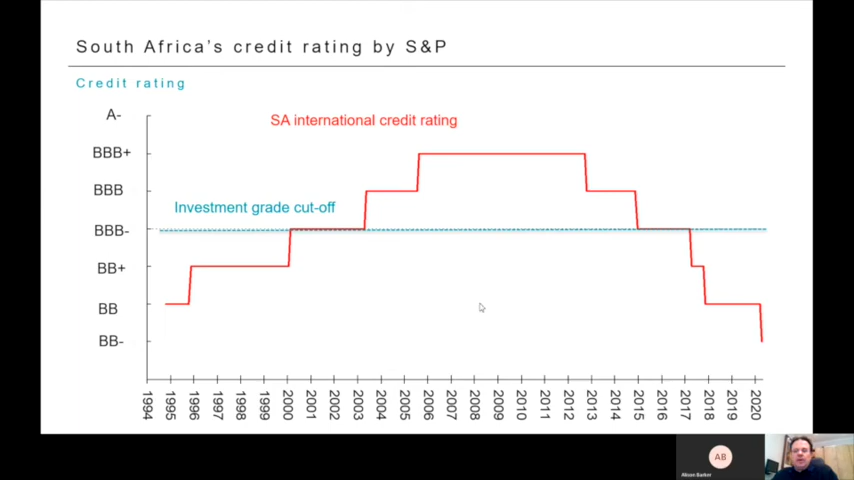 South Africa's credit rating by S&P
Credit rating
A-
SA international credit rating
BBB+
BBB
Investment grade cut-off
BBB-
BB+
BB
BB-
1994 1995 1996 1997 1998 1999 2000 2001 2002 2003 2004 2005 2006 2007 2008 2009 2010 2011 2012 2013 2014 2015 2016 2017 2018 2019 2020
AB
Alison Barker